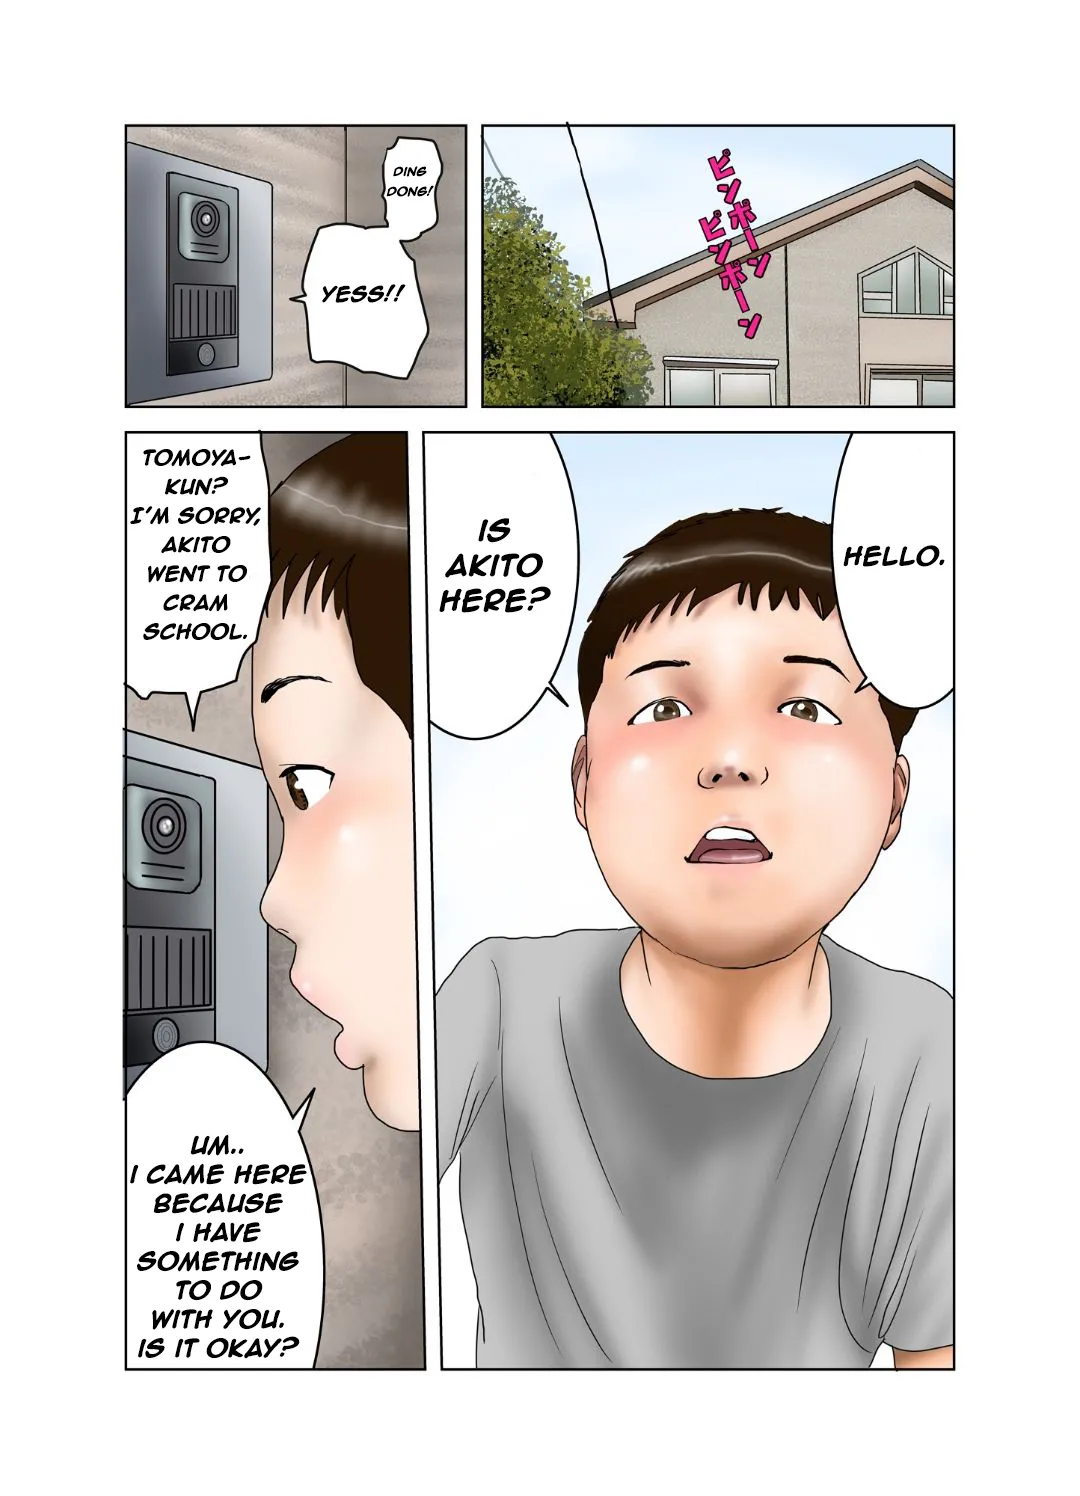 ピンポーン
ピンポーン
DING
DONG!
YESS!!
HELLO.
IS
AKITO
HERE?
TOMOYA-
KUN?
I'M SORRY,
AKITO
WENT TO
CRAM
SCHOOL.
UM..
I CAME HERE
BECAUSE
I HAVE
SOMETHING
TO DO
WITH YOU.
IS IT OKAY?